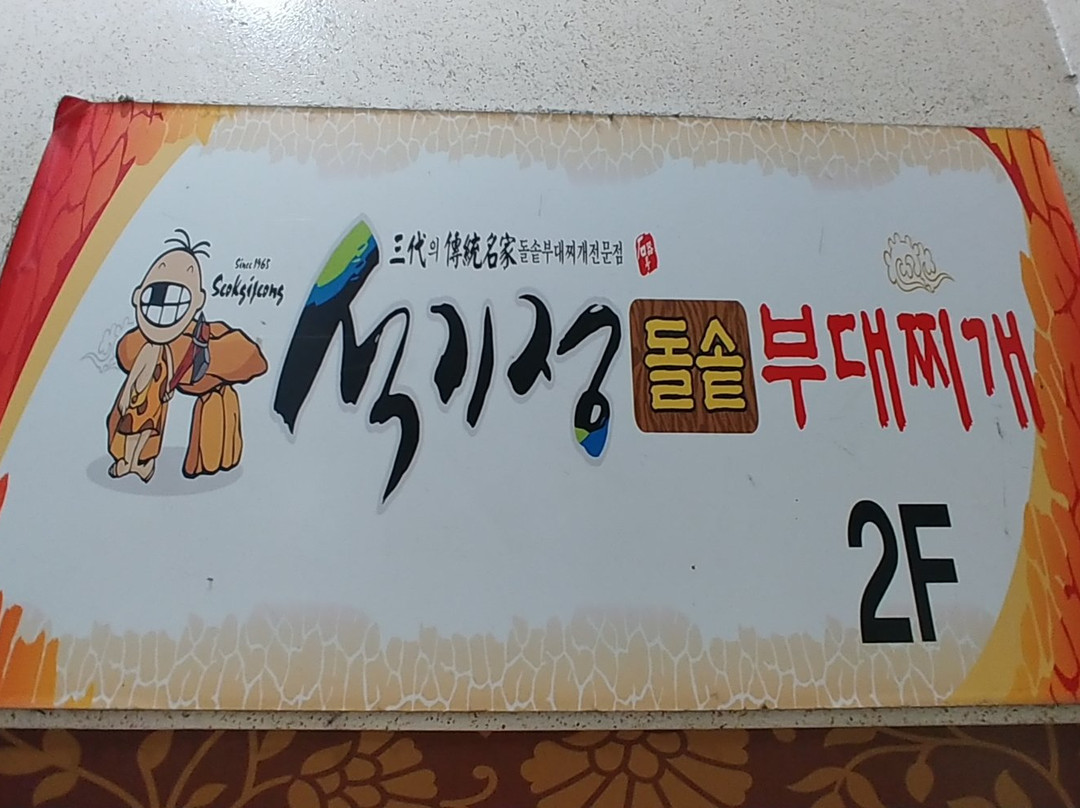 三代의 傳統名家 돌솥부대찌개전문점
Since 1963
Seokgijeong
석기정 돌솥 부대찌개
2F